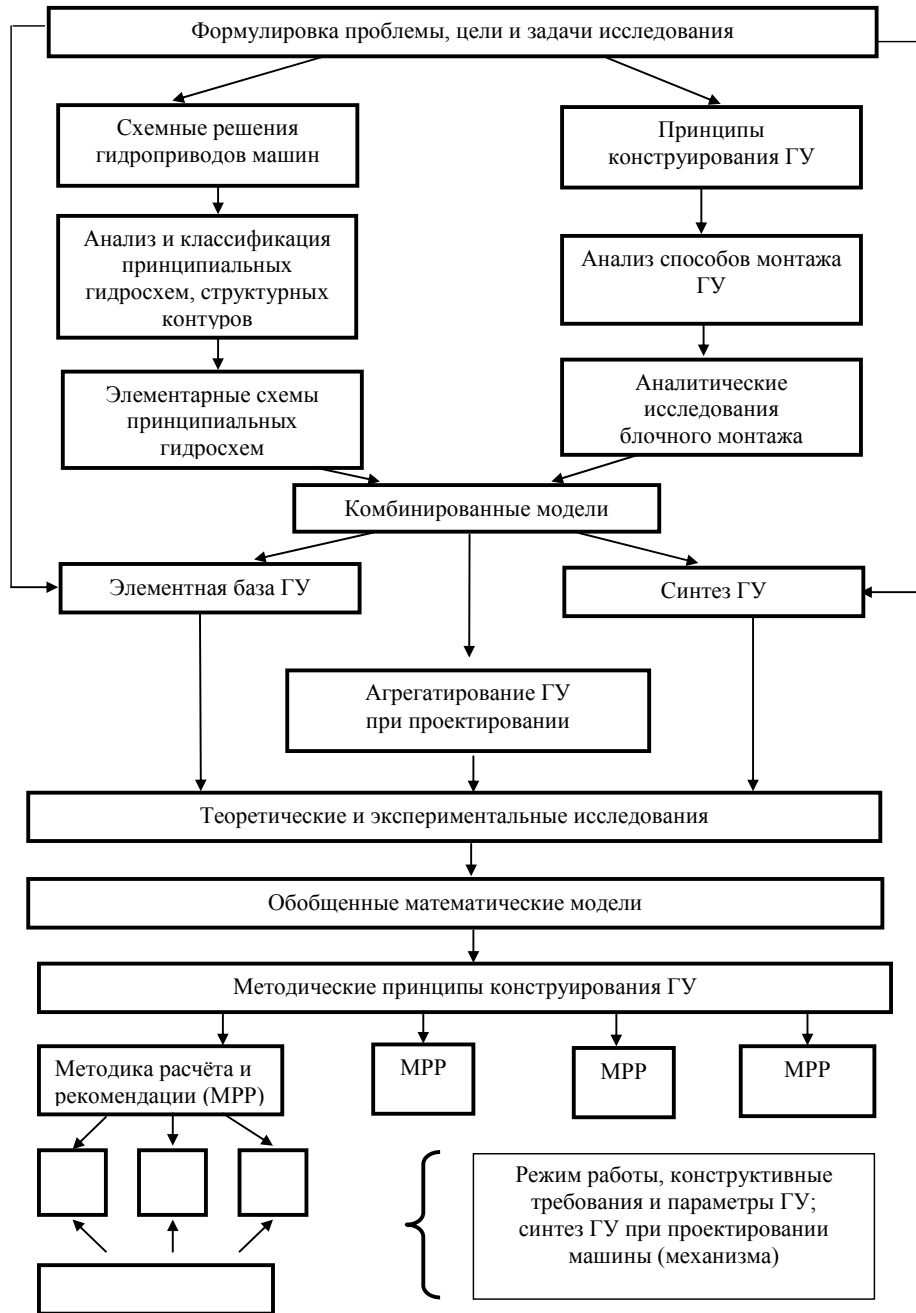 Формулировка проблемы, цели и задачи исследования
Схемные решения
гидроприводов машин
Принципы
конструирования ГУ
Анализ и классификация
принципиальных
гидросхем, структурных
контуров
Анализ способов монтажа
ГУ
Элементарные схемы
принципиальных
гидросхем
Аналитические
исследования
блочного монтажа
Комбинированные модели
Элементная база ГУ
Синтез ГУ
Агрегатирование ГУ
при проектировании
Теоретические и экспериментальные исследования
Обобщенные математические модели
Методические принципы конструирования ГУ
Методика расчёта и
рекомендации (МРР)
МРР
МРР
МРР
Режим работы, конструктивные
требования и параметры ГУ;
синтез ГУ при проектировании
машины (механизма)